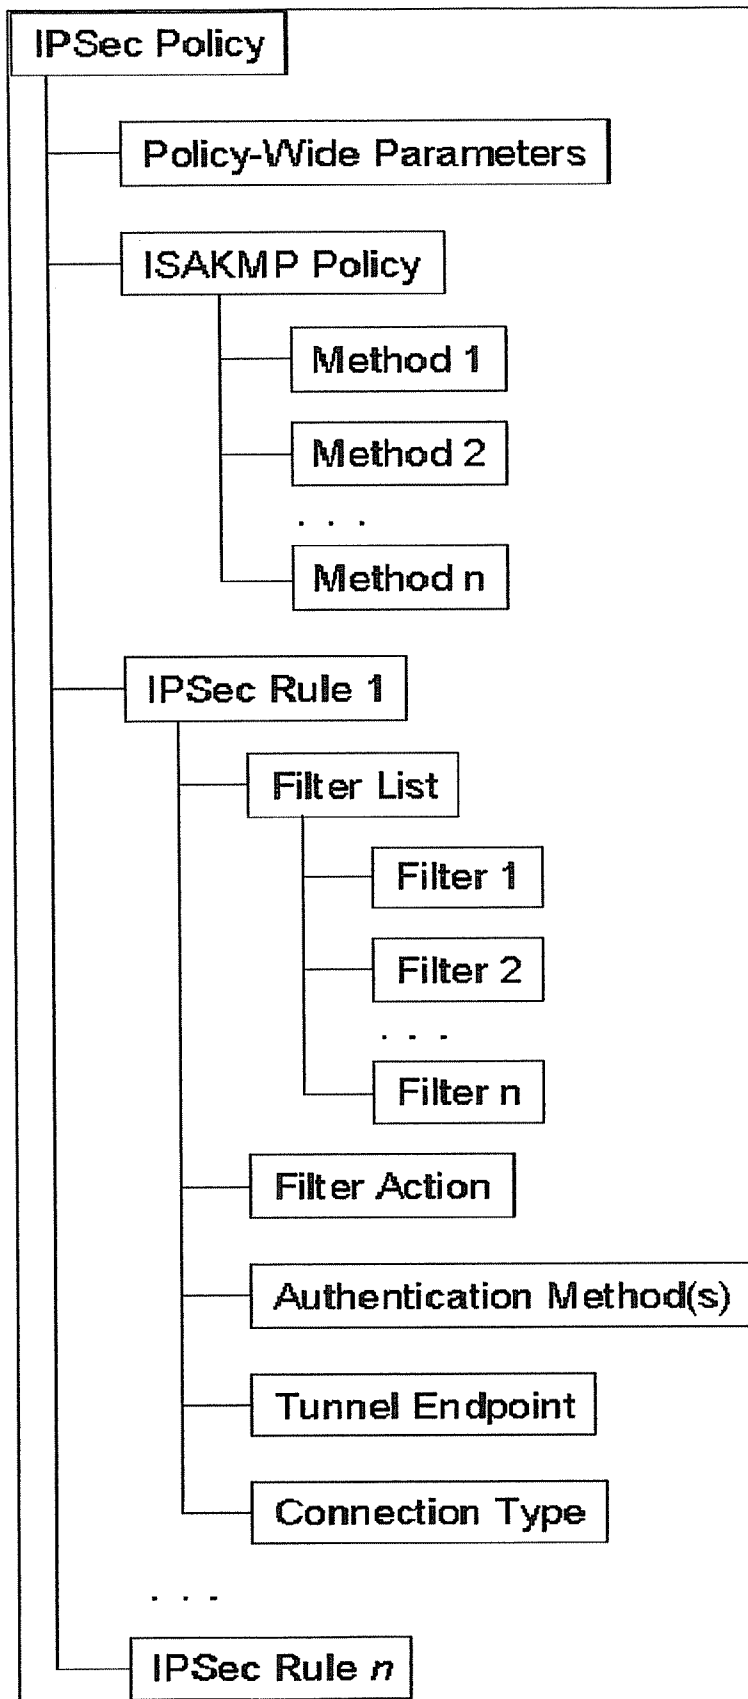 IPSec Policy
Policy-Wide Parameters
ISAKMP Policy
Method 1
Method 2
. . .
Method n
IPSec Rule 1
Filter List
Filter 1
Filter 2
. . .
Filter n
Filter Action
Authentication Method(s)
Tunnel Endpoint
Connection Type
. . .
IPSec Rule n